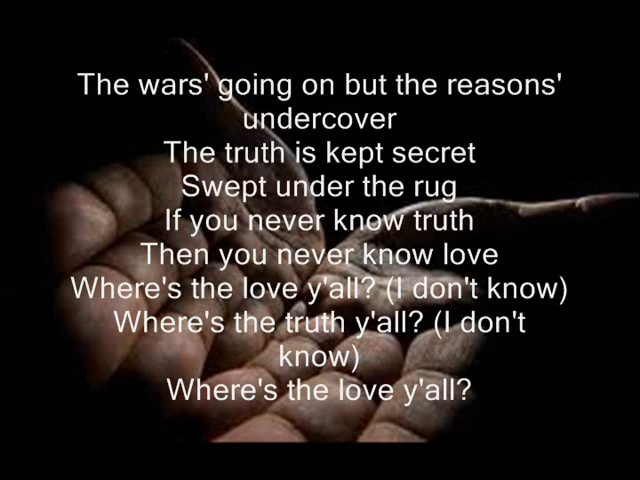 The wars' going on but the reasons'
undercover
The truth is kept secret
Swept under the rug
If you never know truth
Then you never know love
Where's the love y'all? (I don't know)
Where's the truth y'all? (I don't
know)
Where's the love y'all?